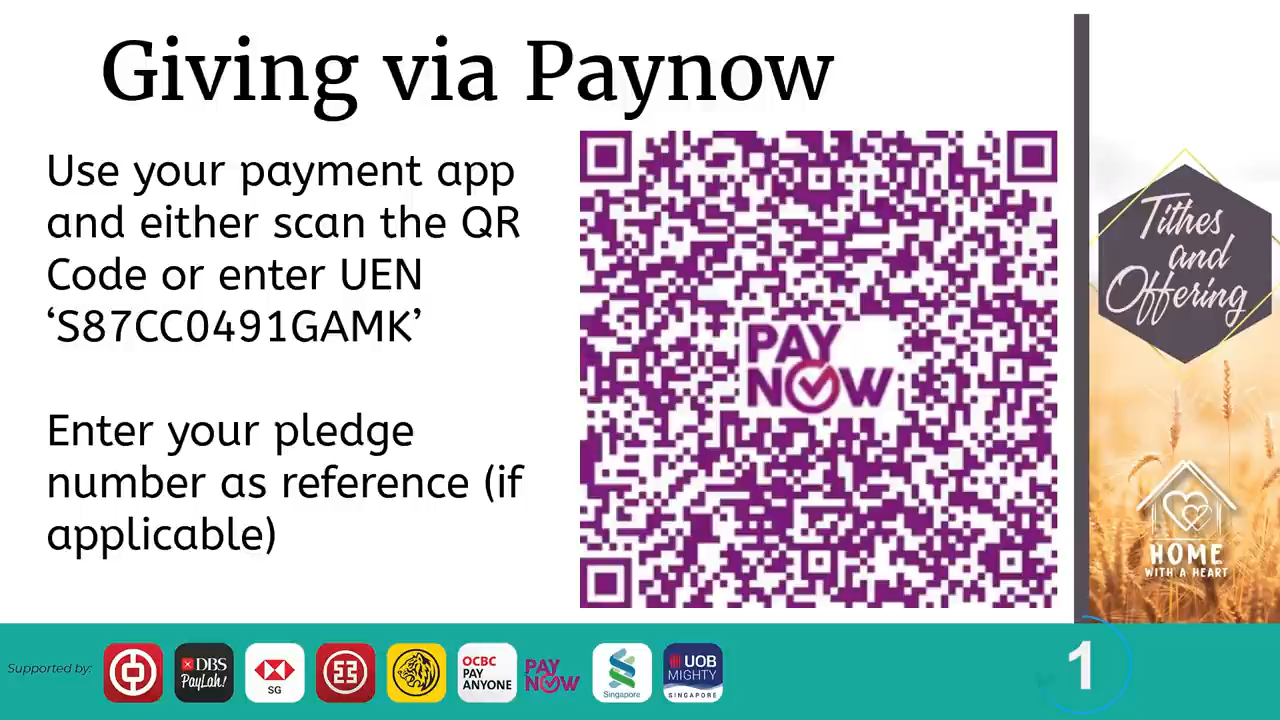 Giving via Paynow
Use your payment app
and either scan the QR
Code or enter UEN
‘S87CC0491GAMK’
Enter your pledge
number as reference (if
applicable)
PAY
NOW
Tithes
and
Offering
HOME
WITH A HEART
Supported by:
DBS
PayLah!
SG
OCBC
PAY
ANYONE
PAY
NOW
Singapore
UOB
MIGHTY
SINGAPORE
1